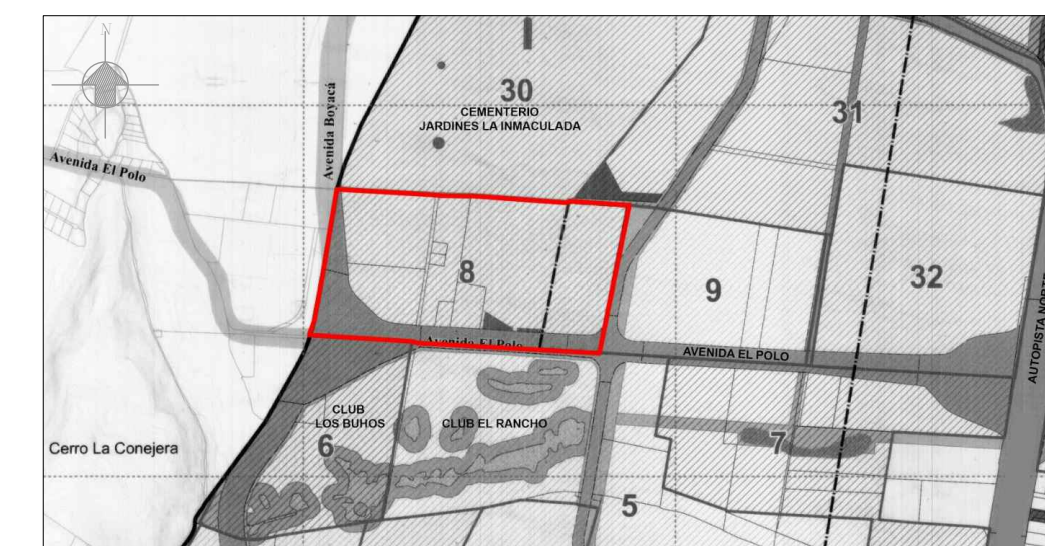 N
Avenida Boyacá
30
CEMENTERIO
JARDINES LA INMACULADA
31
Avenida El Polo
8
9
32
Avenida El Polo
AVENIDA EL POLO
AUTOPISTA NORTE
CLUB
LOS BUHOS
CLUB EL RANCHO
6
Cerro La Conejera
7
5